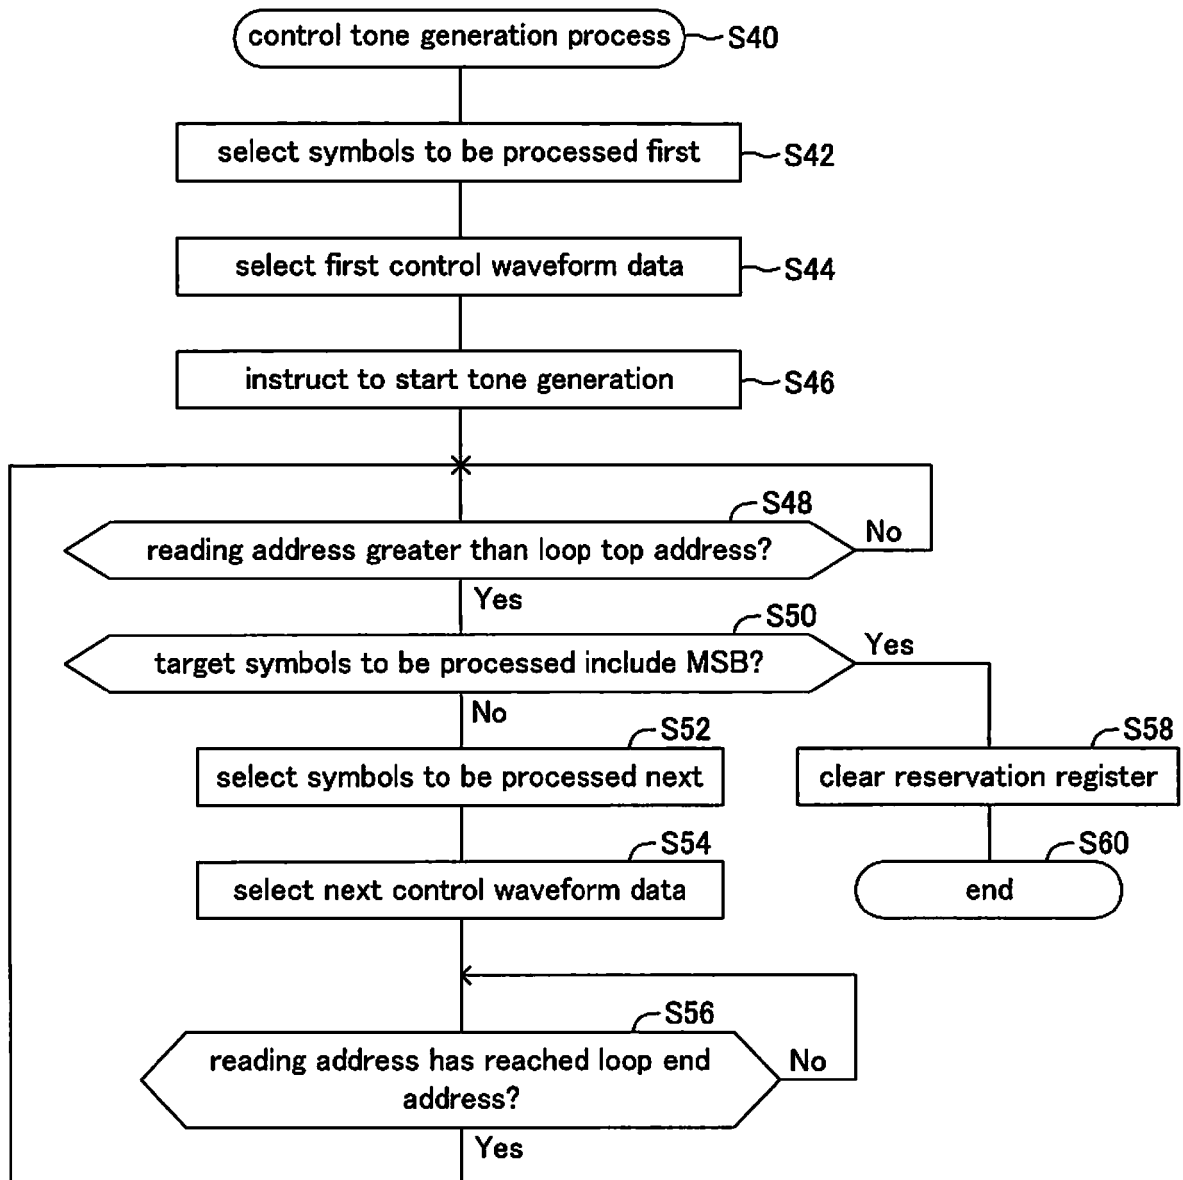 control tone generation process
S40
select symbols to be processed first
S42
select first control waveform data
S44
instruct to start tone generation
S46
S48
reading address greater than loop top address?
No
Yes
S50
target symbols to be processed include MSB?
Yes
No
S52
select symbols to be processed next
S58
clear reservation register
S54
select next control waveform data
S60
end
S56
reading address has reached loop end
address?
No
Yes